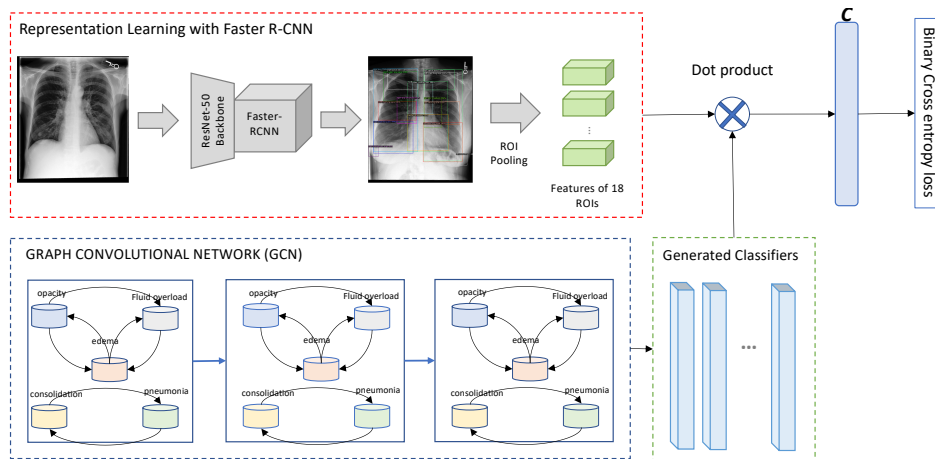 Representation Learning with Faster R-CNN
ResNet-50
Backbone
Faster-
RCNN
ROI
Pooling
...
Features of 18
ROIs
Dot product
C
Binary Cross entropy loss
GRAPH CONVOLUTIONAL NETWORK (GCN)
opacity
Fluid overload
edema
consolidation
pneumonia
opacity
Fluid overload
edema
consolidation
pneumonia
opacity
Fluid overload
edema
consolidation
pneumonia
Generated Classifiers
...